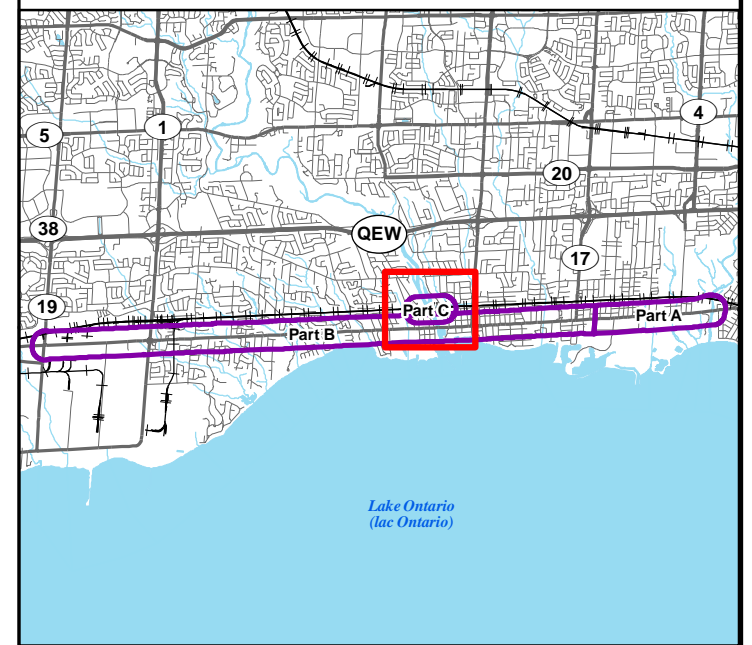 4
5
1
20
38
QEW
17
19
Part C
Part A
Part B
Lake Ontario
(lac Ontario)